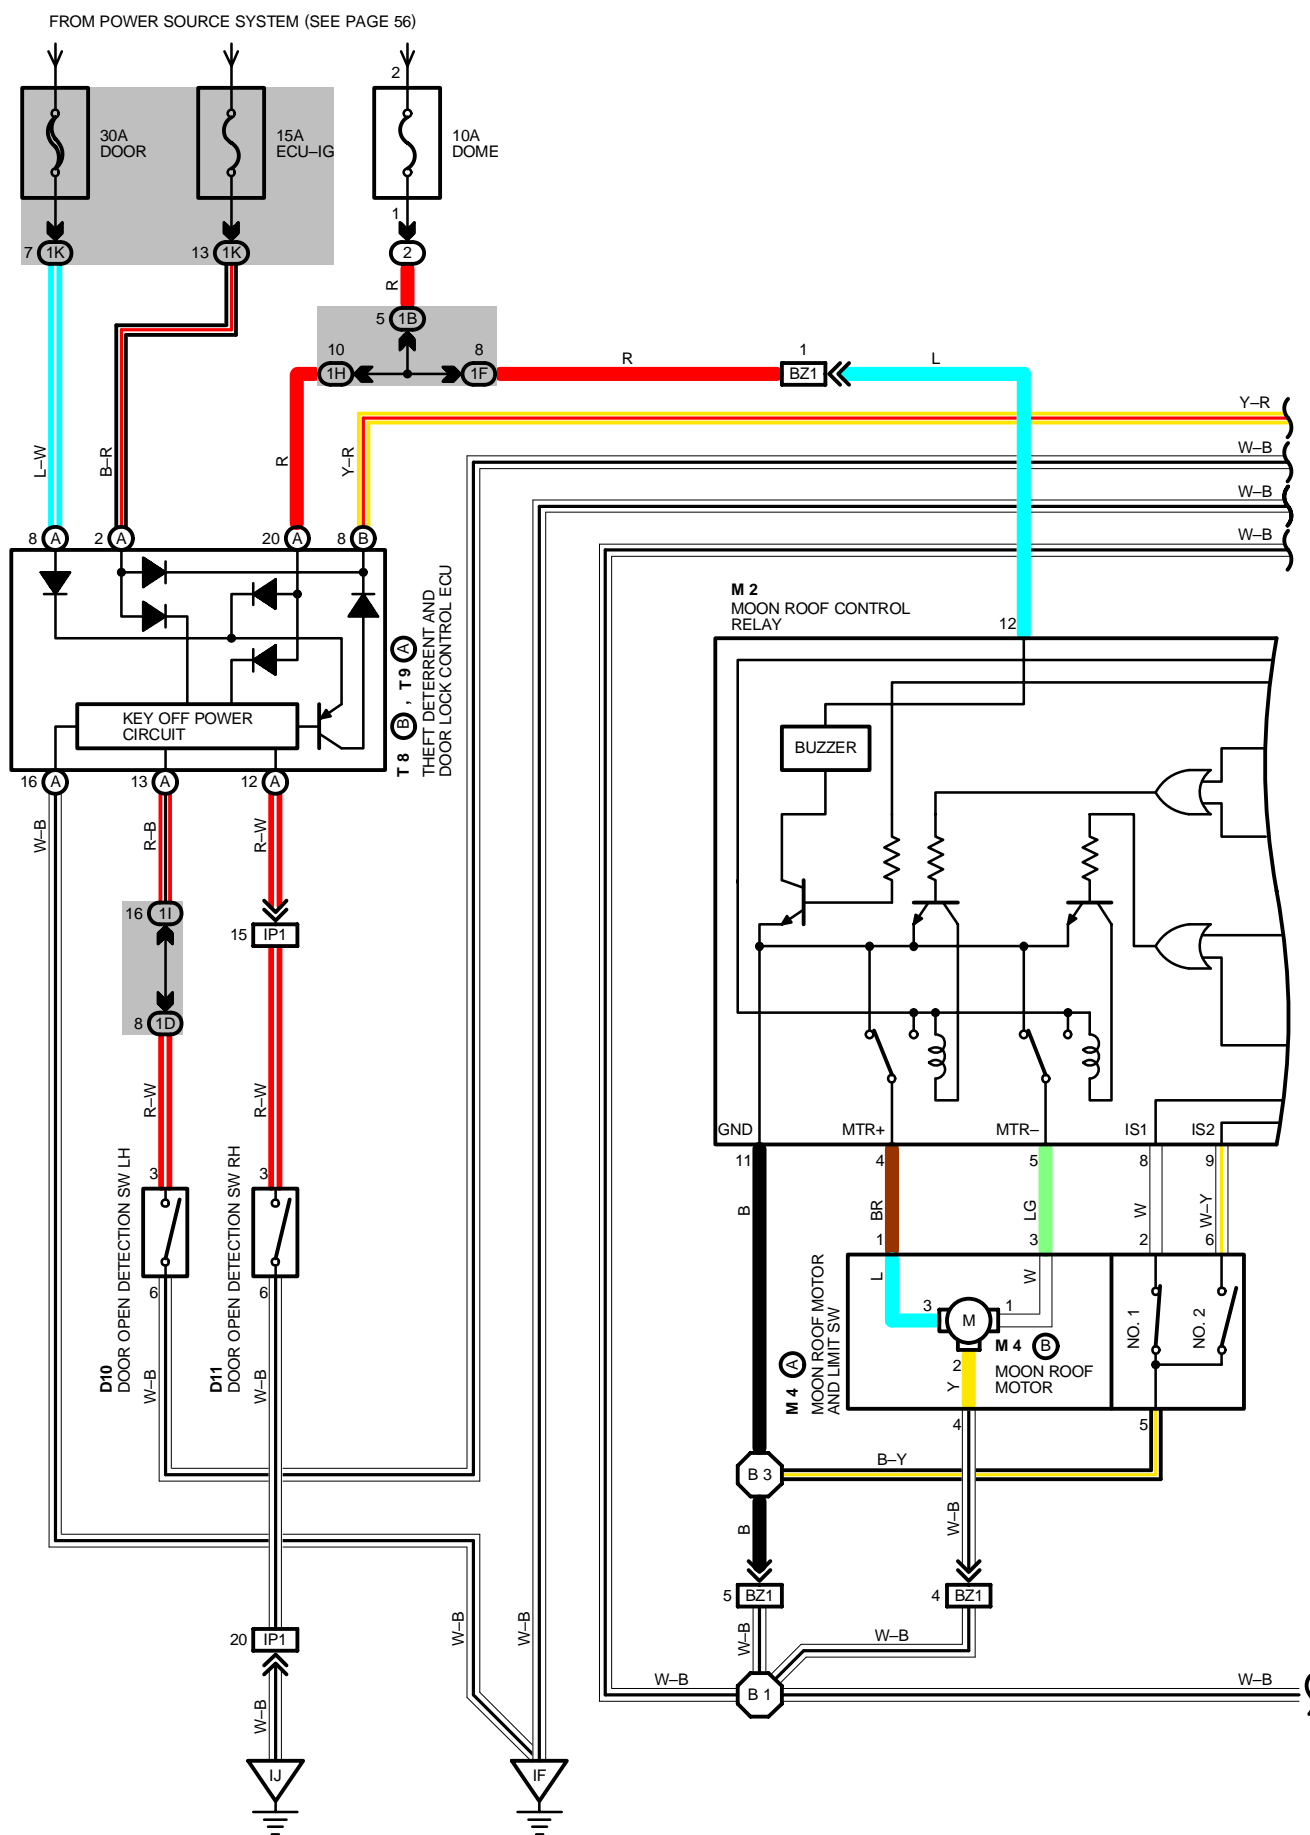 FROM POWER SOURCE SYSTEM (SEE PAGE 56)
2
30A
DOOR
15A
ECU–IG
10A
DOME
1
7 1K
13 1K
2
R
5 1B
10
1H
8
1F
R
1
BZ1
L
Y–R
W–B
W–B
W–B
L–W
B–R
R
Y–R
8 A
2 A
20 A
8 B
KEY OFF POWER
CIRCUIT
T 8 B , T 9 A
THEFT DETERRENT AND
DOOR LOCK CONTROL ECU
16 A
13 A
12 A
W–B
R–B
R–W
16 1I
15 IP1
8 1D
R–W
R–W
3
3
D10
DOOR OPEN DETECTION SW LH
D11
DOOR OPEN DETECTION SW RH
6
6
W–B
W–B
20 IP1
W–B
W–B
W–B
IJ
IF
M 2
MOON ROOF CONTROL
RELAY
12
BUZZER
GND
MTR+
MTR–
IS1
IS2
11
4
5
8
9
B
BR
LG
W
W–Y
1
3
2
6
L
W
3
M
1
M 4 B
MOON ROOF
MOTOR
2
Y
NO. 1
NO. 2
M 4 A
MOON ROOF MOTOR
AND LIMIT SW
4
5
B 3
B–Y
B
W–B
5 BZ1
4 BZ1
W–B
W–B
W–B
B 1
W–B